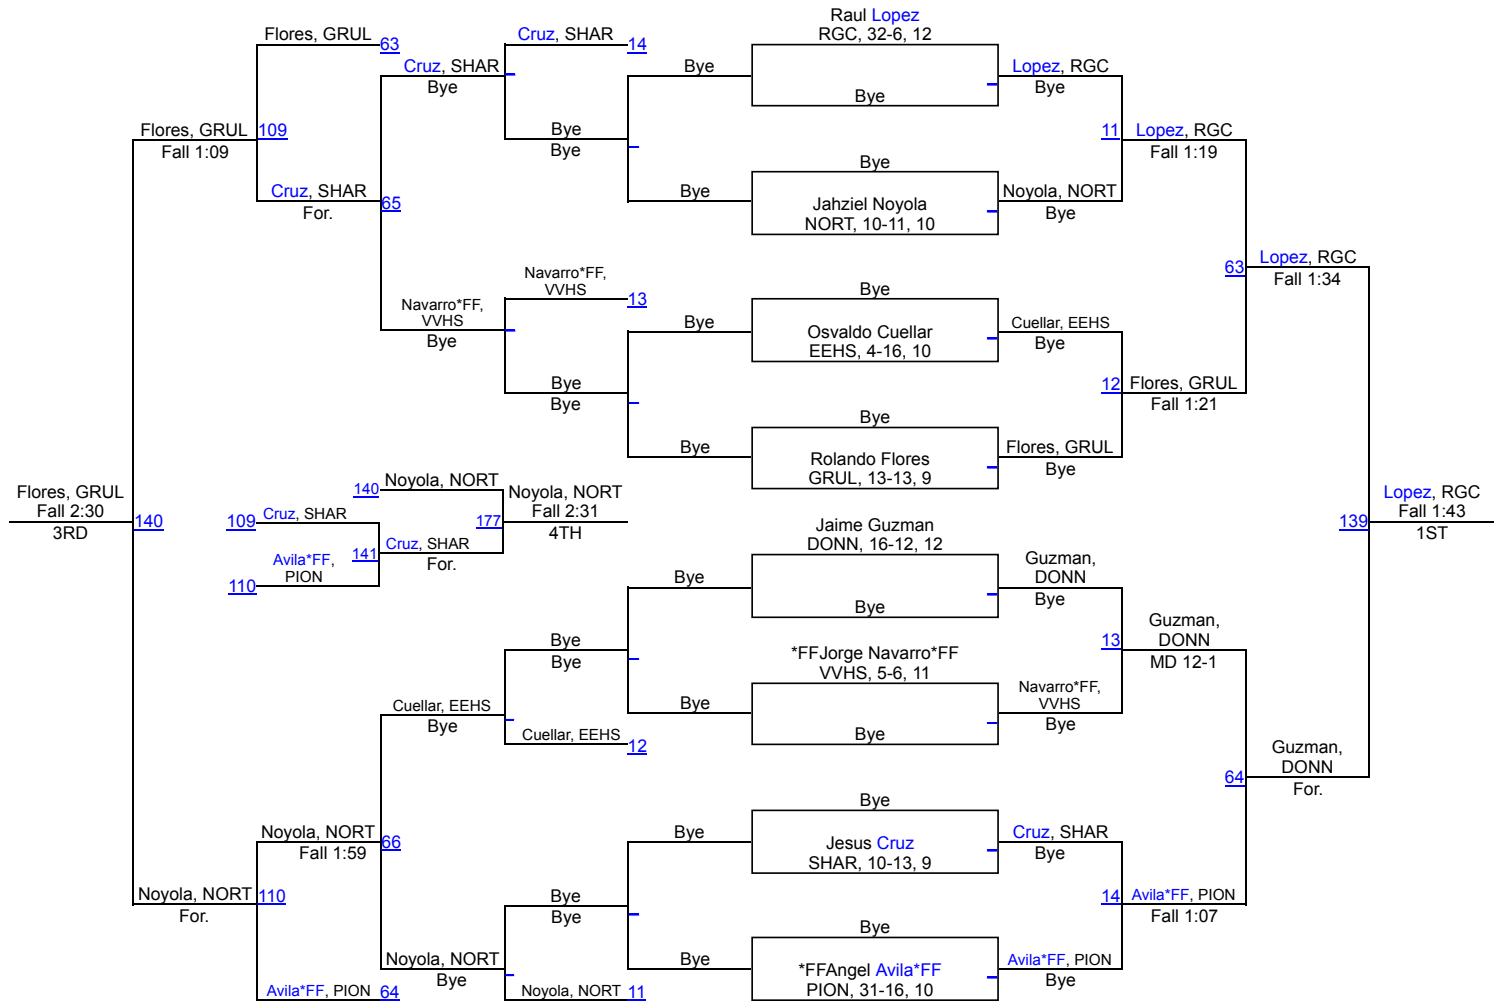 Raul Lopez
RGC, 32-6, 12
Flores, GRUL
63
Cruz, SHAR
14
Cruz, SHAR
Bye
Bye
Lopez, RGC
Bye
Bye
Flores, GRUL
109
Fall 1:09
Bye
Bye
11
Lopez, RGC
Fall 1:19
Bye
Cruz, SHAR
For.
65
Bye
Jahziel Noyola
NORT, 10-11, 10
Noyola, NORT
Bye
Navarro*FF,
VVHS
13
63
Lopez, RGC
Fall 1:34
Bye
Navarro*FF,
VVHS
Bye
Bye
Osvaldo Cuellar
EEHS, 4-16, 10
Cuellar, EEHS
Bye
Bye
Bye
12
Flores, GRUL
Fall 1:21
Bye
Bye
Rolando Flores
GRUL, 13-13, 9
Flores, GRUL
Bye
Flores, GRUL
Fall 2:30
3RD
140
140
Noyola, NORT
109
Cruz, SHAR
177
Noyola, NORT
Fall 2:31
4TH
Avila*FF,
PION
110
141
Cruz, SHAR
For.
139
Lopez, RGC
Fall 1:43
1ST
Jaime Guzman
DONN, 16-12, 12
Bye
Bye
Guzman,
DONN
Bye
Bye
Bye
13
Guzman,
DONN
MD 12-1
*FFJorge Navarro*FF
VVHS, 5-6, 11
Bye
Bye
Navarro*FF,
VVHS
Bye
Cuellar, EEHS
Bye
Cuellar, EEHS
12
64
Guzman,
DONN
For.
Bye
Noyola, NORT
Fall 1:59
66
Bye
Jesus Cruz
SHAR, 10-13, 9
Cruz, SHAR
Bye
Noyola, NORT
For.
110
Bye
Bye
14
Avila*FF, PION
Fall 1:07
Bye
Noyola, NORT
Bye
Bye
*FFAngel Avila*FF
PION, 31-16, 10
Avila*FF, PION
Bye
Avila*FF, PION
64
Noyola, NORT
11